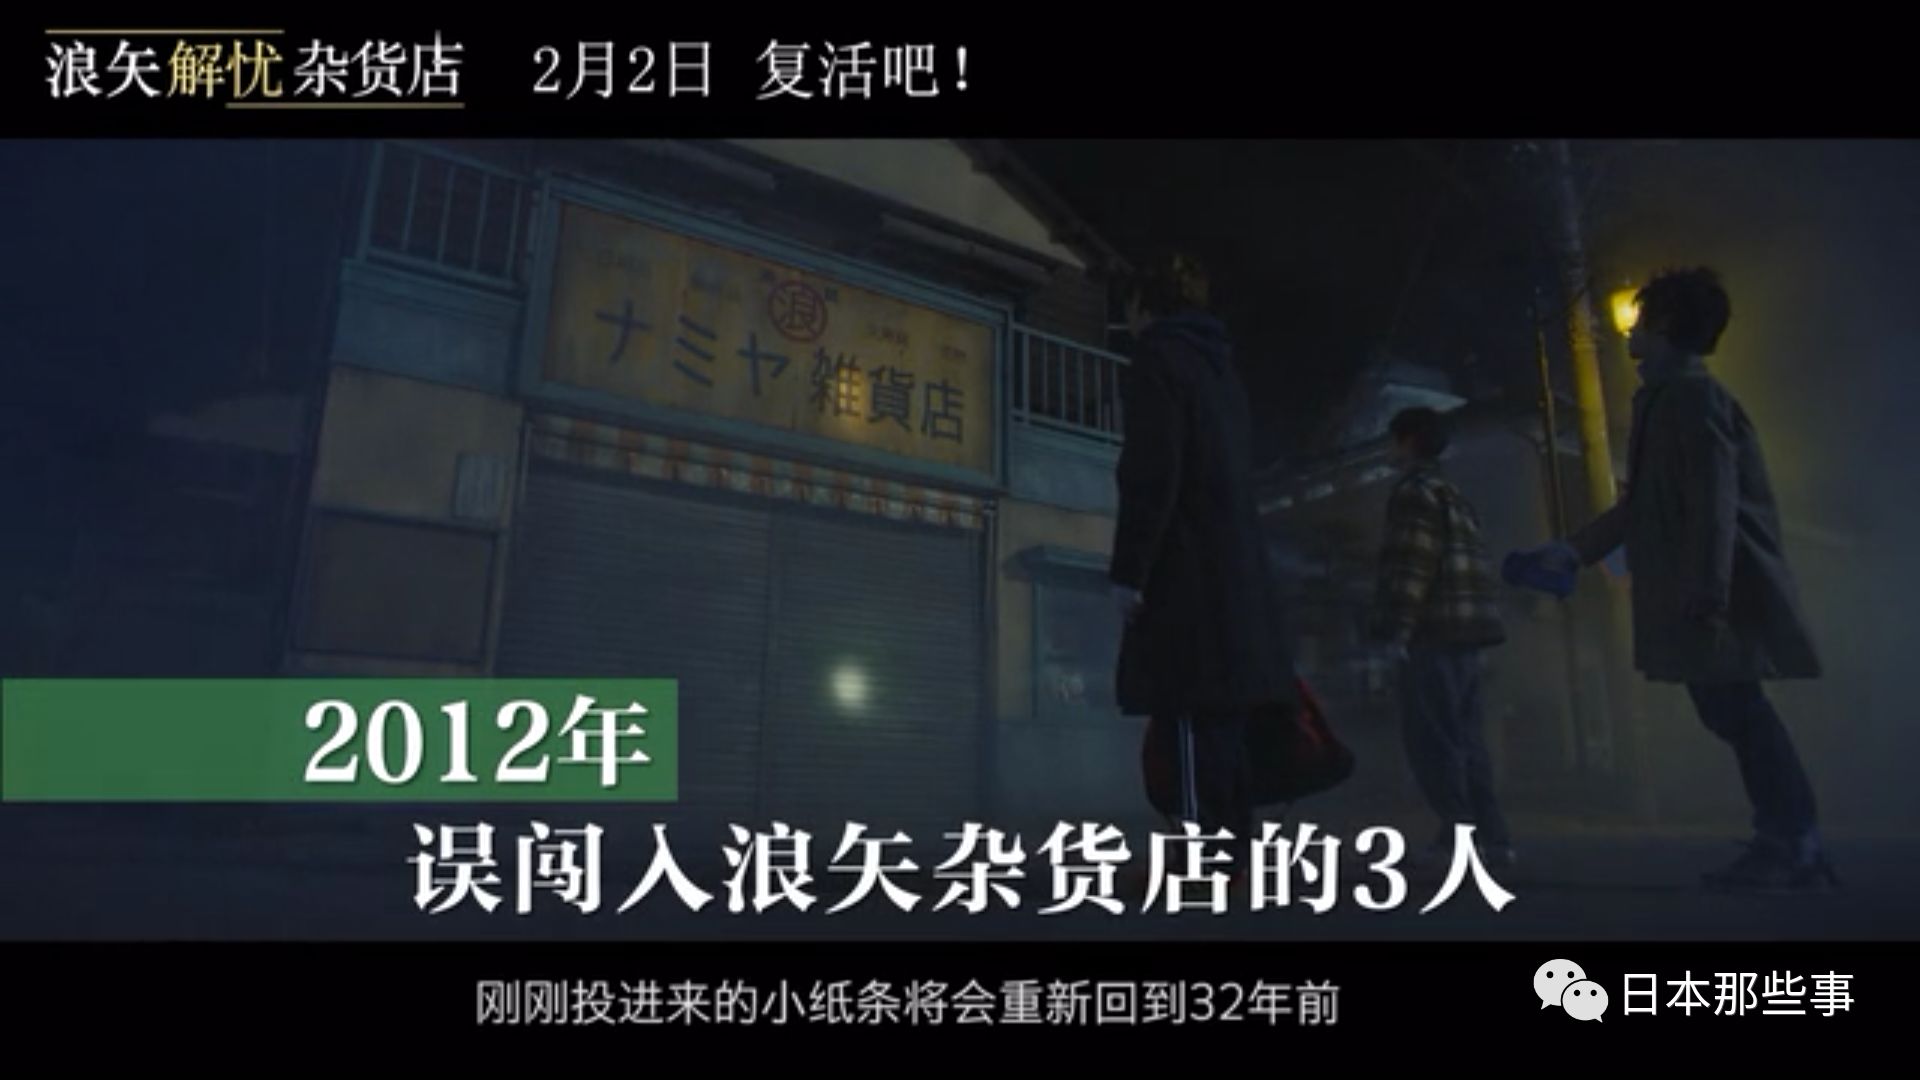 浪矢解忧杂货店 2月2日 复活吧！
浪
ナミヤ雑貨店
2012年
误闯入浪矢杂货店的3人
刚刚投进来的小纸条将会重新回到32年前
日本那些事